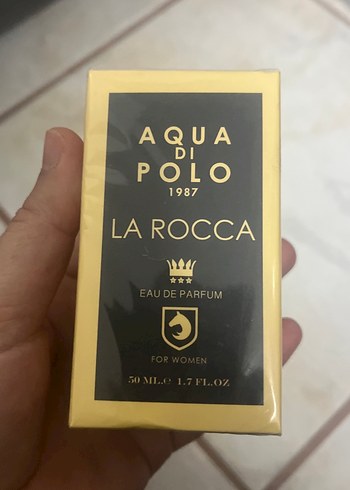 AQUA
DI
POLO
1987
LA ROCCA
EAU DE PARFUM
FOR WOMEN
50 ML.℮ 1.7 FL.OZ